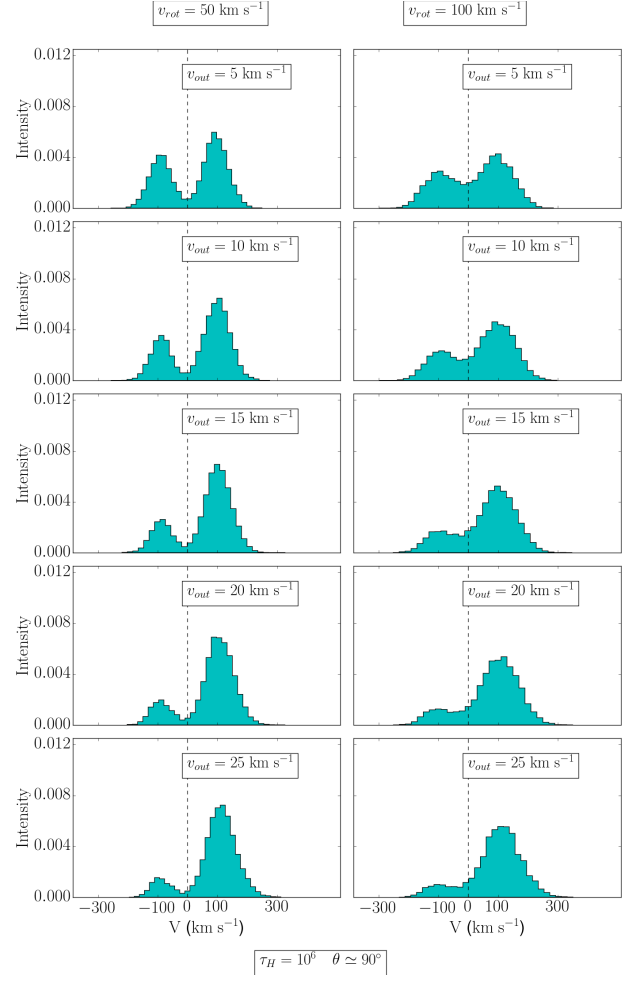 v_rot = 50 km s⁻¹ v_rot = 100 km s⁻¹
v_out = 5 km s⁻¹ v_out = 5 km s⁻¹
0.012
0.008
0.004
0.000
Intensity
v_out = 10 km s⁻¹ v_out = 10 km s⁻¹
0.012
0.008
0.004
0.000
Intensity
v_out = 15 km s⁻¹ v_out = 15 km s⁻¹
0.012
0.008
0.004
0.000
Intensity
v_out = 20 km s⁻¹ v_out = 20 km s⁻¹
0.012
0.008
0.004
0.000
Intensity
v_out = 25 km s⁻¹ v_out = 25 km s⁻¹
0.012
0.008
0.004
0.000
Intensity
−300 −100 0 100 300 −300 −100 0 100 300
V (km s⁻¹) V (km s⁻¹)
τ_H = 10⁶ θ ≃ 90°